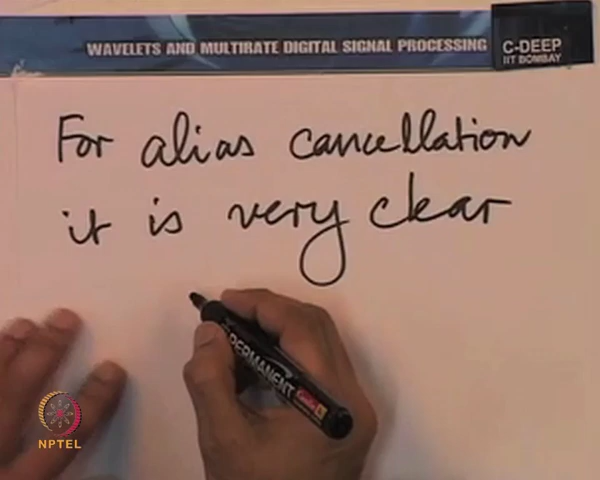 WAVELETS AND MULTIRATE DIGITAL SIGNAL PROCESSING
C-DEEP
IIT BOMBAY
For alias cancellation
it is very clear
PERMANENT
NPTEL